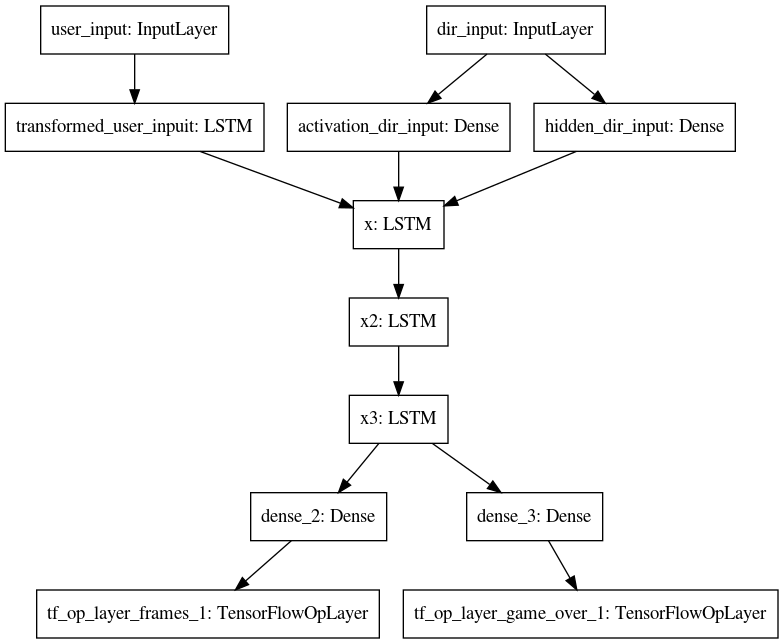 user_input: InputLayer
dir_input: InputLayer
transformed_user_inpuit: LSTM
activation_dir_input: Dense
hidden_dir_input: Dense
x: LSTM
x2: LSTM
x3: LSTM
dense_2: Dense
dense_3: Dense
tf_op_layer_frames_1: TensorFlowOpLayer
tf_op_layer_game_over_1: TensorFlowOpLayer